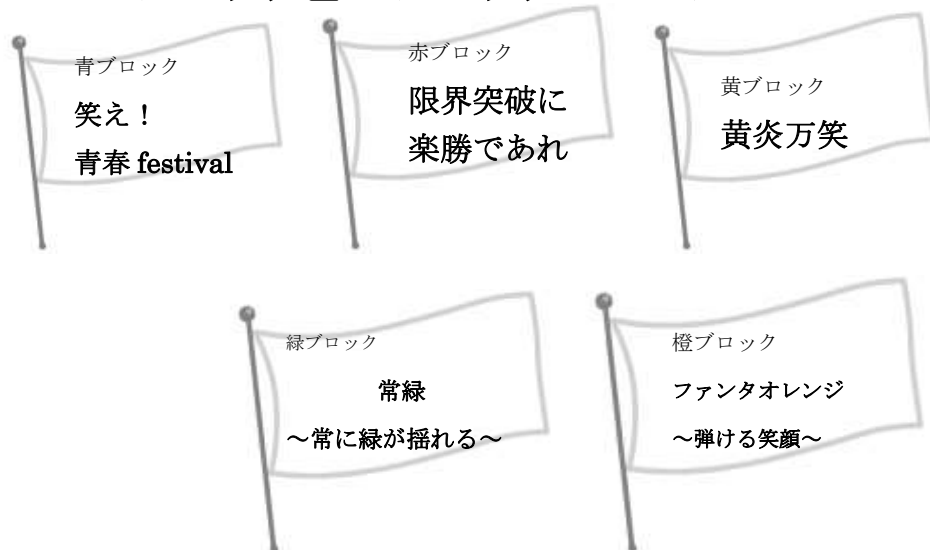 青ブロック
笑え！
青春 festival
赤ブロック
限界突破に
楽勝であれ
黄ブロック
黄炎万笑
緑ブロック
常緑
～常に緑が揺れる～
橙ブロック
ファンタオレンジ
～弾ける笑顔～